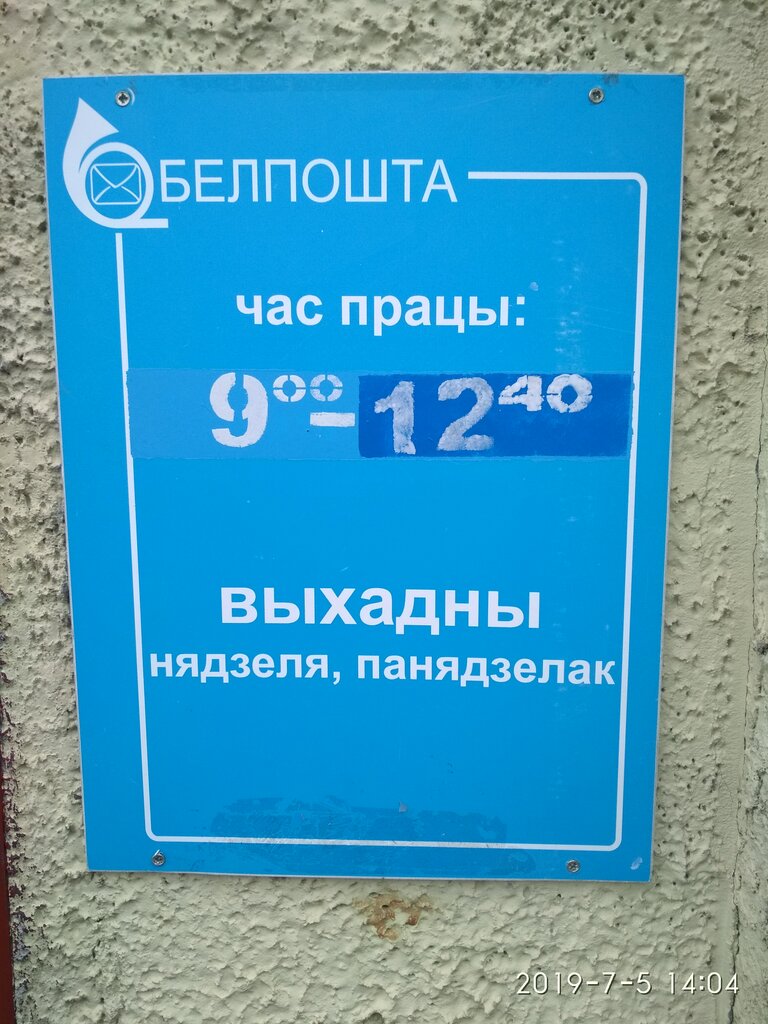 БЕЛПОШТА
час працы:
9⁰⁰-12⁴⁰
выхадны
нядзеля, панядзелак
2019-7-5 14:04